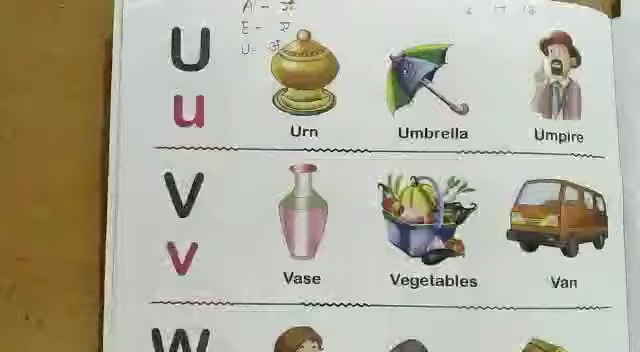 A - ऐ
E - ए
U - अ
U
u
Urn Umbrella Umpire
V
v
Vase Vegetables Van
W